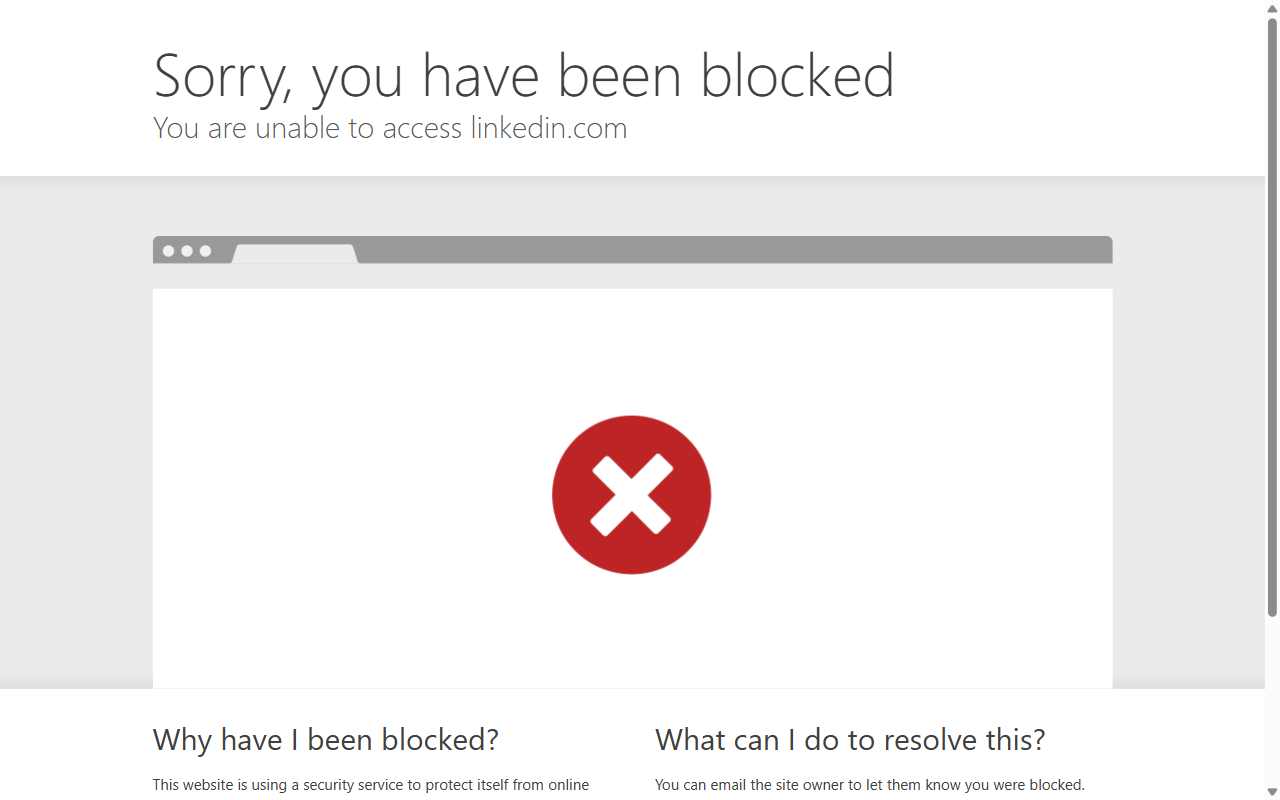 Sorry, you have been blocked
You are unable to access linkedin.com
Why have I been blocked?
This website is using a security service to protect itself from online
What can I do to resolve this?
You can email the site owner to let them know you were blocked.